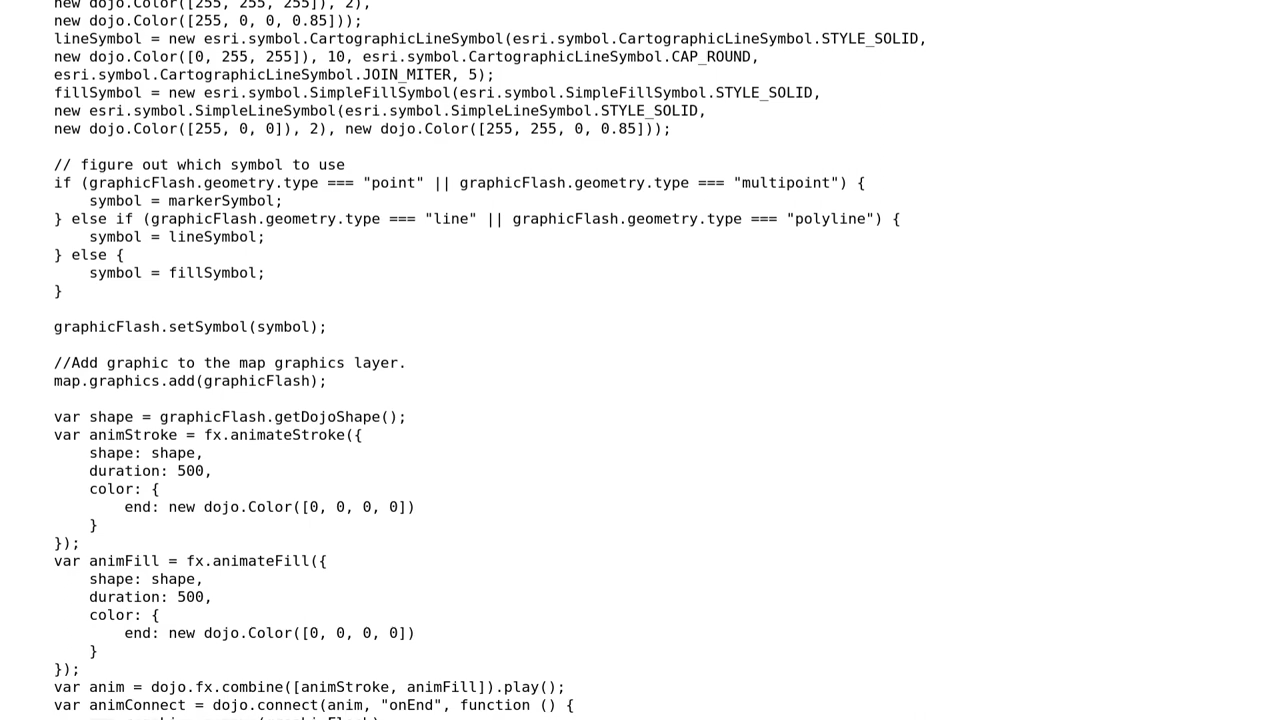 new dojo.Color([255, 255, 255]), 2),
new dojo.Color([255, 0, 0, 0.85]));
lineSymbol = new esri.symbol.CartographicLineSymbol(esri.symbol.CartographicLineSymbol.STYLE_SOLID,
new dojo.Color([0, 255, 255]), 10, esri.symbol.CartographicLineSymbol.CAP_ROUND,
esri.symbol.CartographicLineSymbol.JOIN_MITER, 5);
fillSymbol = new esri.symbol.SimpleFillSymbol(esri.symbol.SimpleFillSymbol.STYLE_SOLID,
new esri.symbol.SimpleLineSymbol(esri.symbol.SimpleLineSymbol.STYLE_SOLID,
new dojo.Color([255, 0, 0]), 2), new dojo.Color([255, 255, 0, 0.85]));

// figure out which symbol to use
if (graphicFlash.geometry.type === "point" || graphicFlash.geometry.type === "multipoint") {
    symbol = markerSymbol;
} else if (graphicFlash.geometry.type === "line" || graphicFlash.geometry.type === "polyline") {
    symbol = lineSymbol;
} else {
    symbol = fillSymbol;
}

graphicFlash.setSymbol(symbol);

//Add graphic to the map graphics layer.
map.graphics.add(graphicFlash);

var shape = graphicFlash.getDojoShape();
var animStroke = fx.animateStroke({
    shape: shape,
    duration: 500,
    color: {
        end: new dojo.Color([0, 0, 0, 0])
    }
});
var animFill = fx.animateFill({
    shape: shape,
    duration: 500,
    color: {
        end: new dojo.Color([0, 0, 0, 0])
    }
});
var anim = dojo.fx.combine([animStroke, animFill]).play();
var animConnect = dojo.connect(anim, "onEnd", function () {